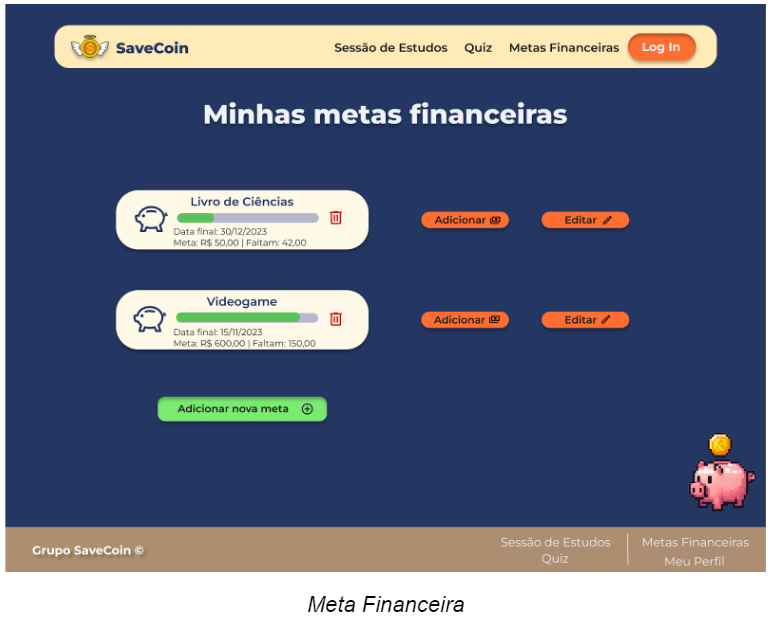 SaveCoin
Sessão de Estudos Quiz Metas Financeiras Log In
Minhas metas financeiras
Livro de Ciências
Data final: 30/12/2023
Meta: R$ 50,00 | Faltam: 42,00
Adicionar Editar
Videogame
Data final: 15/11/2023
Meta: R$ 600,00 | Faltam: 150,00
Adicionar Editar
Adicionar nova meta
Grupo SaveCoin ©
Sessão de Estudos
Quiz
Metas Financeiras
Meu Perfil
Meta Financeira